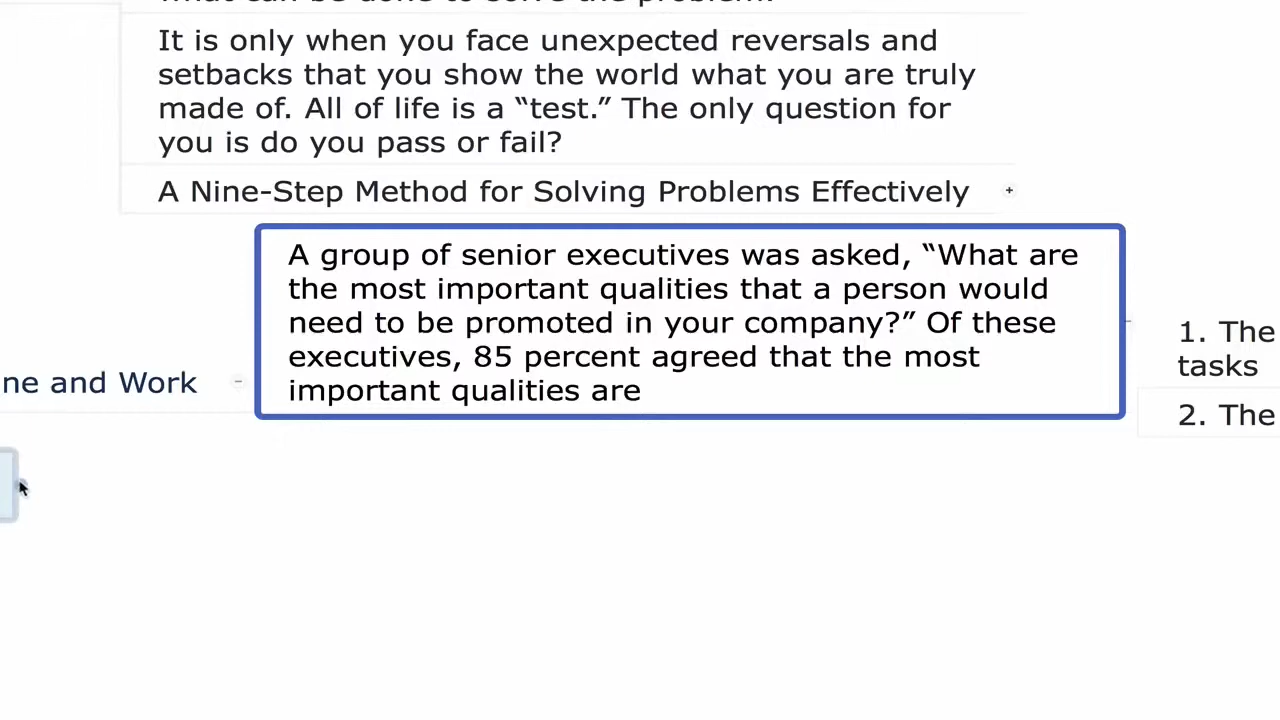 It is only when you face unexpected reversals and
setbacks that you show the world what you are truly
made of. All of life is a “test.” The only question for
you is do you pass or fail?
A Nine-Step Method for Solving Problems Effectively
A group of senior executives was asked, “What are
the most important qualities that a person would
need to be promoted in your company?” Of these
executives, 85 percent agreed that the most
important qualities are
ne and Work
1. The
tasks
2. The